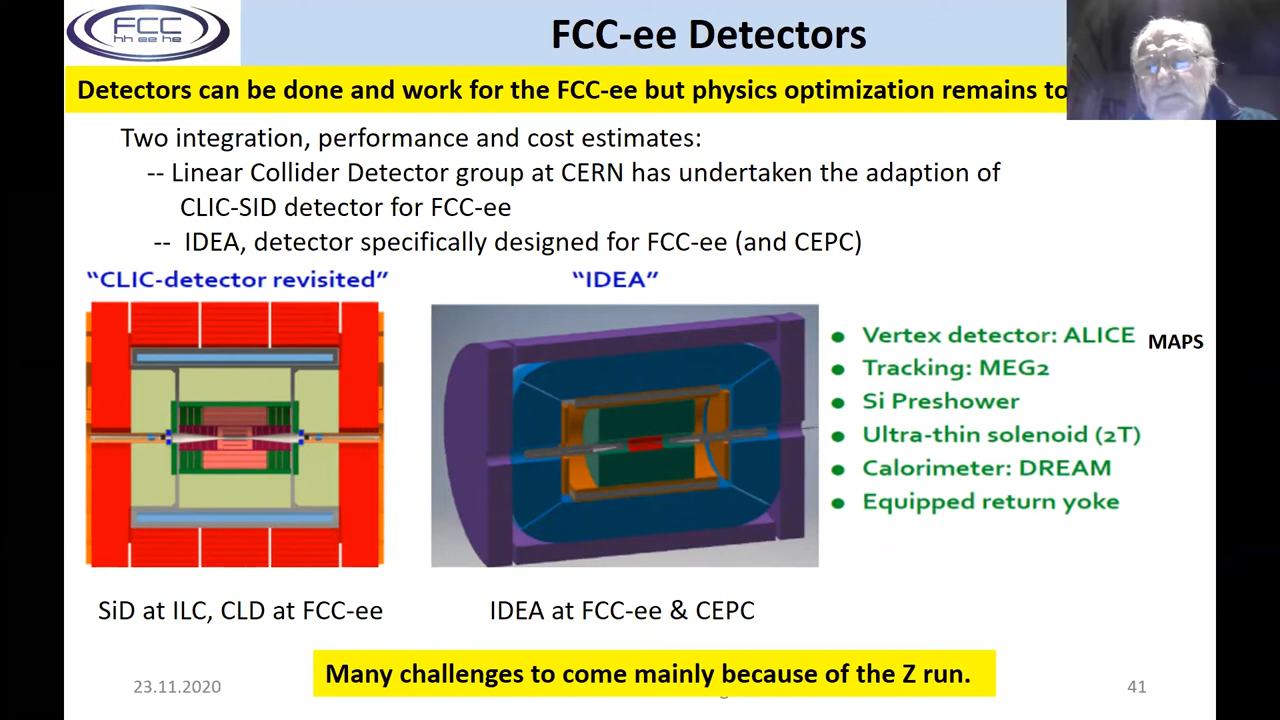 FCC
hh ee he
FCC-ee Detectors
Detectors can be done and work for the FCC-ee but physics optimization remains to
Two integration, performance and cost estimates:
-- Linear Collider Detector group at CERN has undertaken the adaption of
CLIC-SID detector for FCC-ee
-- IDEA, detector specifically designed for FCC-ee (and CEPC)
“CLIC-detector revisited”
“IDEA”
● Vertex detector: ALICE MAPS
● Tracking: MEG2
● Si Preshower
● Ultra-thin solenoid (2T)
● Calorimeter: DREAM
● Equipped return yoke
SiD at ILC, CLD at FCC-ee
IDEA at FCC-ee & CEPC
Many challenges to come mainly because of the Z run.
23.11.2020
41